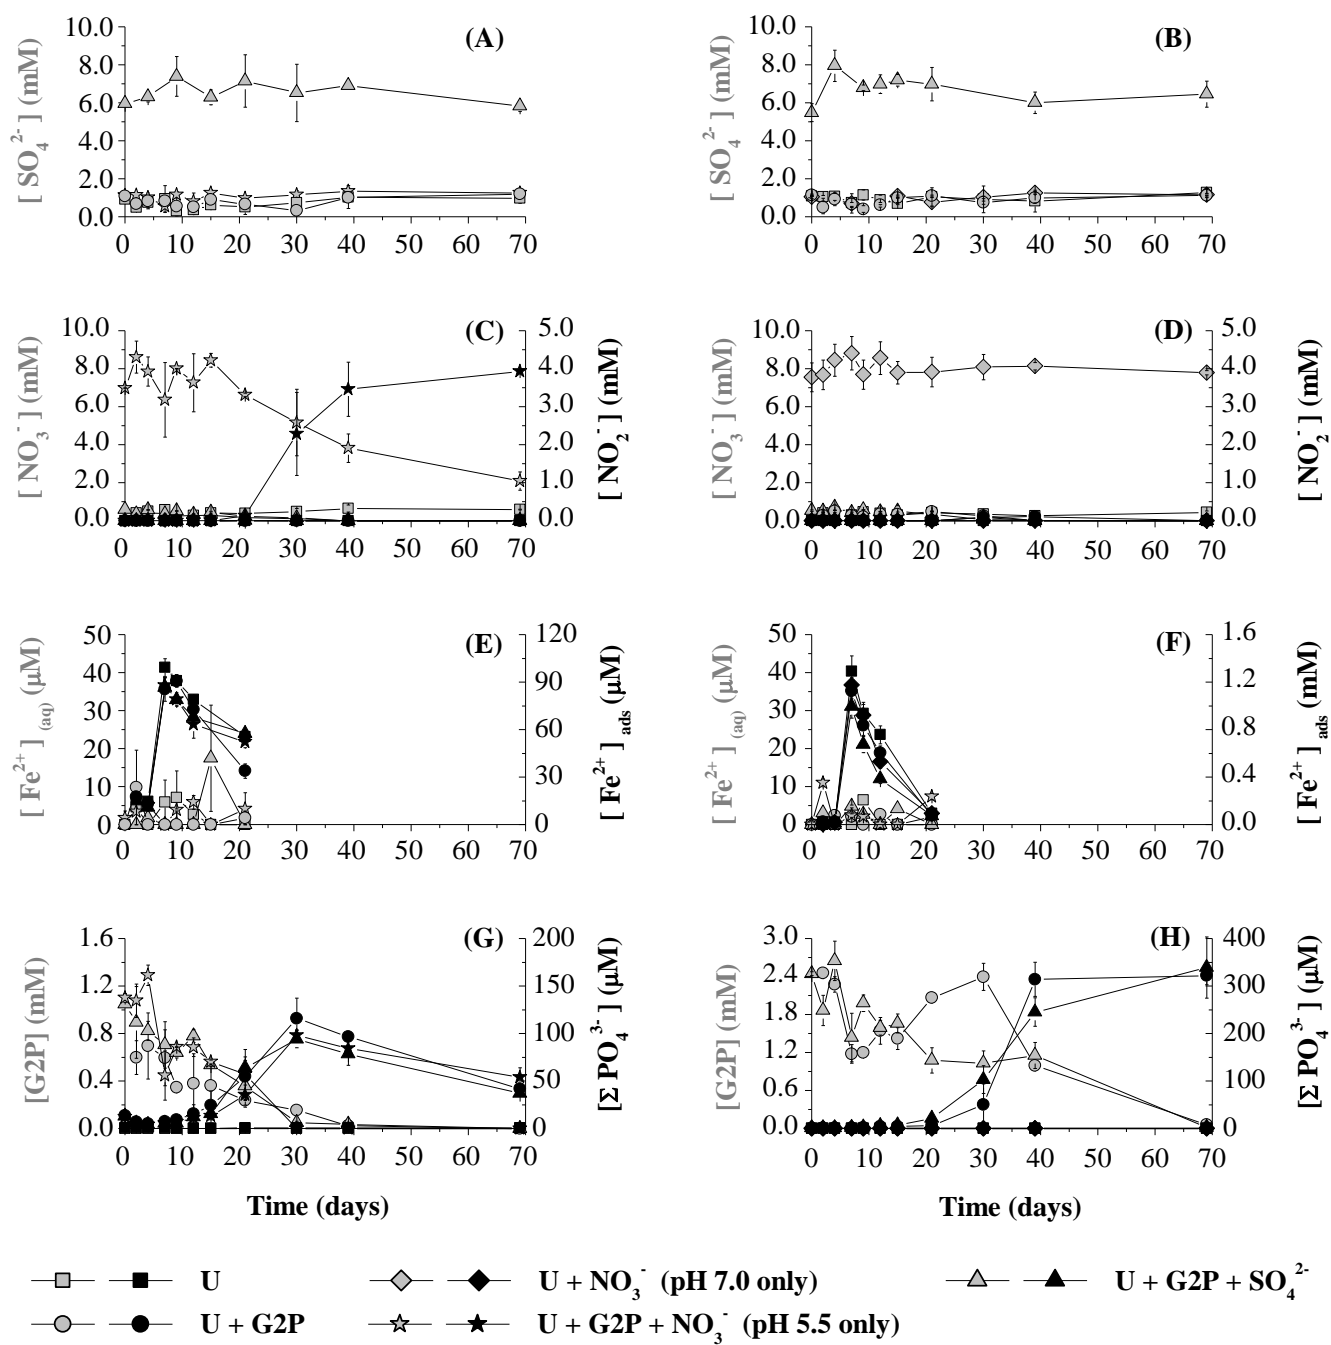 (A)
[ SO₄²⁻ ] (mM)
10.0
8.0
6.0
4.0
2.0
0.0
0 10 20 30 40 50 60 70
(B)
[ SO₄²⁻ ] (mM)
10.0
8.0
6.0
4.0
2.0
0.0
0 10 20 30 40 50 60 70
(C)
[ NO₃⁻ ] (mM)
10.0
8.0
6.0
4.0
2.0
0.0
5.0
4.0
3.0
2.0
1.0
0.0
[ NO₂⁻ ] (mM)
0 10 20 30 40 50 60 70
(D)
[ NO₃⁻ ] (mM)
10.0
8.0
6.0
4.0
2.0
0.0
5.0
4.0
3.0
2.0
1.0
0.0
[ NO₂⁻ ] (mM)
0 10 20 30 40 50 60 70
(E)
[ Fe²⁺ ] (aq) (μM)
50
40
30
20
10
0
120
90
60
30
0
[ Fe²⁺ ] ads (μM)
0 10 20 30 40 50 60 70
(F)
[ Fe²⁺ ] (aq) (μM)
50
40
30
20
10
0
1.6
1.2
0.8
0.4
0.0
[ Fe²⁺ ] ads (mM)
0 10 20 30 40 50 60 70
(G)
[G2P] (mM)
1.6
1.2
0.8
0.4
0.0
200
150
100
50
0
[Σ PO₄³⁻ ] (μM)
0 10 20 30 40 50 60 70
Time (days)
(H)
[G2P] (mM)
3.0
2.4
1.8
1.2
0.6
0.0
400
300
200
100
0
[Σ PO₄³⁻ ] (μM)
0 10 20 30 40 50 60 70
Time (days)
U
U + NO₃⁻ (pH 7.0 only)
U + G2P + SO₄²⁻
U + G2P
U + G2P + NO₃⁻ (pH 5.5 only)